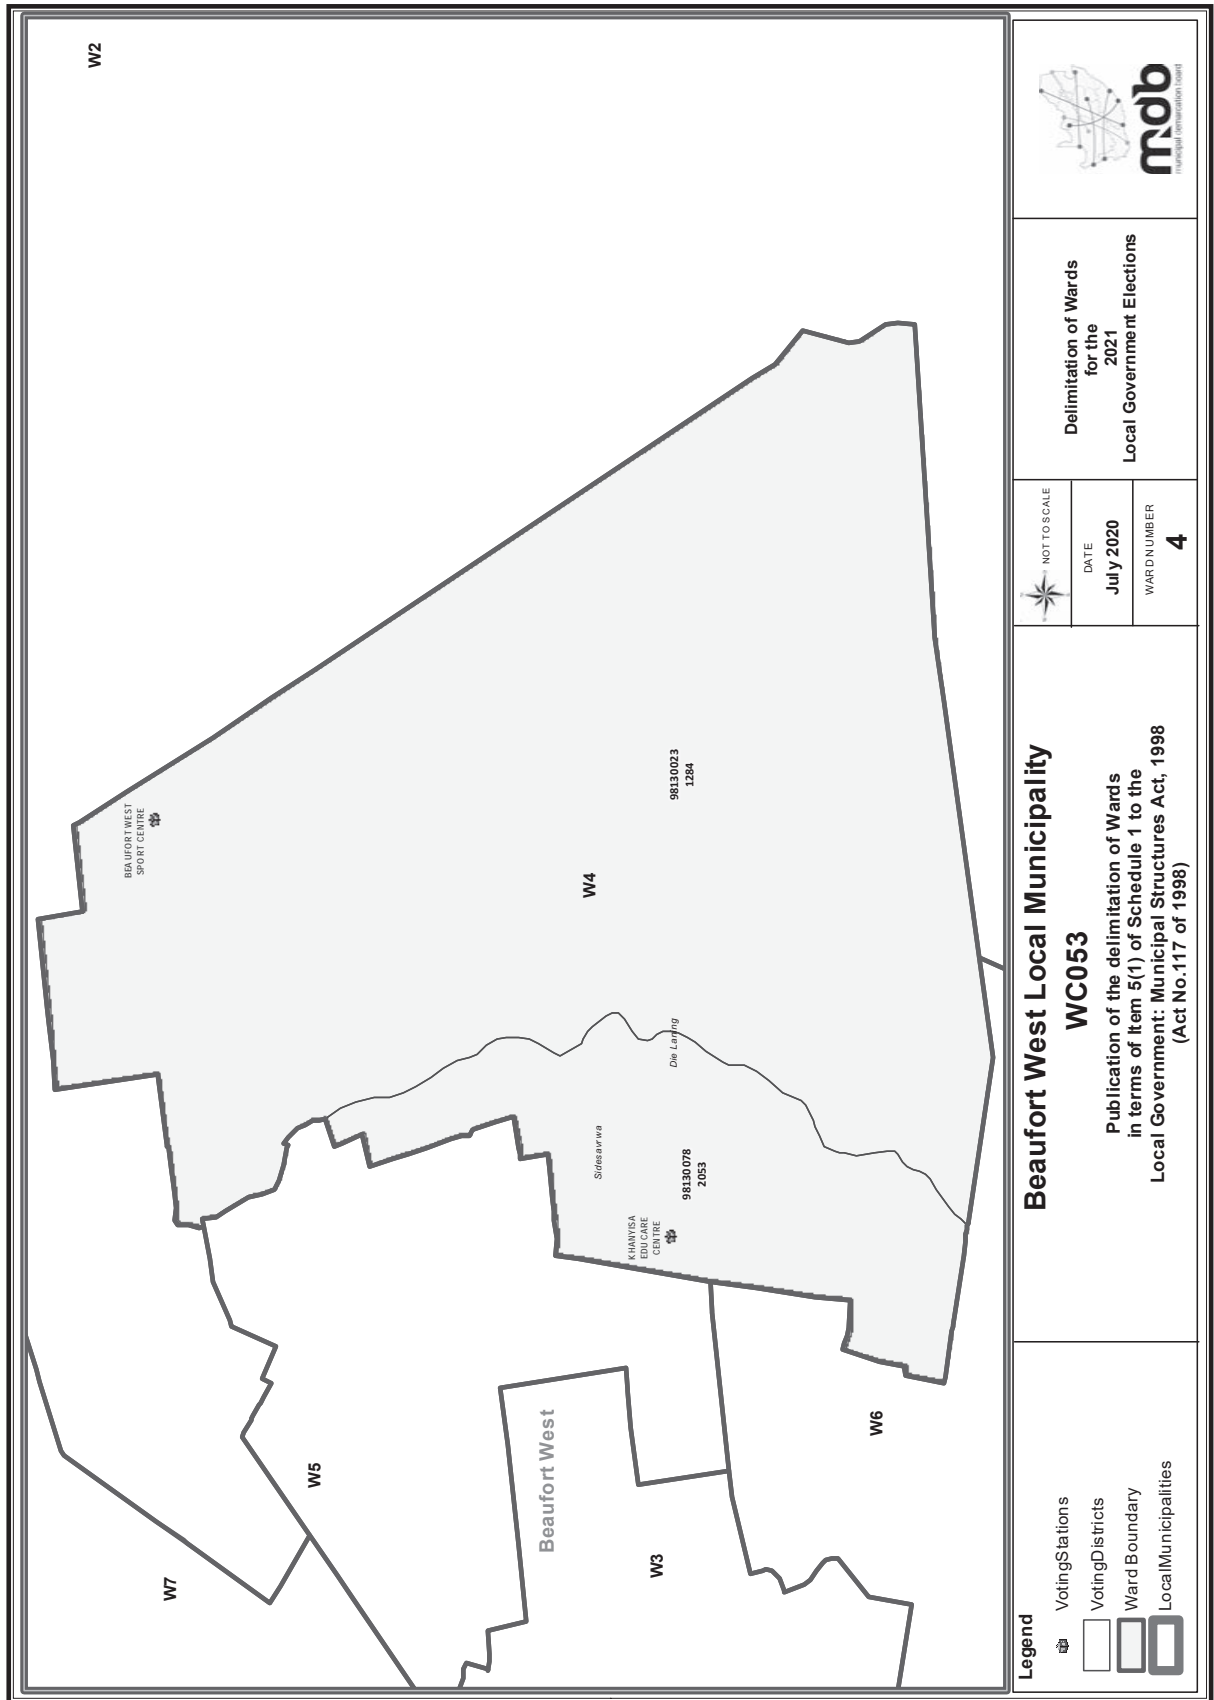 W2
BEAUFORT WEST
SPORT CENTRE
98130023
1284
W4
Die Laning
Sidesavrwa
98130078
2053
KHANYISA
EDU CARE
CENTRE
W5
W7
Beaufort West
W3
W6
Legend
VotingStations
VotingDistricts
Ward Boundary
LocalMunicipalities
Beaufort West Local Municipality
WC053
Publication of the delimitation of Wards
in terms of Item 5(1) of Schedule 1 to the
Local Government: Municipal Structures Act, 1998
(Act No.117 of 1998)
NOT TO SCALE
DATE
July 2020
WARD NUMBER
4
Delimitation of Wards
for the
2021
Local Government Elections
mdb
municipal demarcation board